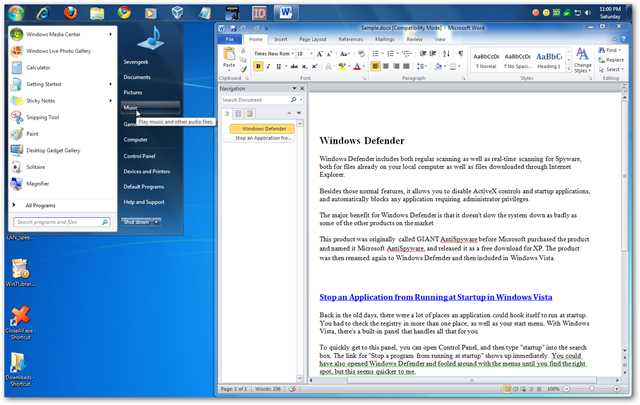 11:00 PM
Saturday
Windows Media Center
Windows Live Photo Gallery
Calculator
Getting Started
Sticky Notes
Snipping Tool
Paint
Desktop Gadget Gallery
Solitaire
Magnifier
All Programs
Search programs and files
Sevengeek
Documents
Pictures
Music
Play music and other audio files.
Computer
Control Panel
Devices and Printers
Default Programs
Help and Support
Shut down
CloseAll.exe -
Shortcut
Downloads -
Shortcut
Sample.docx [Compatibility Mode] - Microsoft Word
File
Home
Insert
Page Layout
References
Mailings
Review
View
Paste
Clipboard
Times New Rom
Font
Paragraph
AaBbCcDc
AaBbCcDc
AaBbC
¶ Normal
¶ No Spaci...
Heading 1
Change
Styles
Styles
Editing
Find
Replace
Select
Navigation
Search Document
Windows Defender
Stop an Application fro...
Windows Defender
Windows Defender includes both regular scanning as well as real-time scanning for Spyware,
both for files already on your local computer as well as files downloaded through Internet
Explorer.
Besides those normal features, it allows you to disable ActiveX controls and startup applications,
and automatically blocks any application requiring administrator privileges.
The major benefit for Windows Defender is that it doesn't slow the system down as badly as
some of the other products on the market
This product was originally called GIANT AntiSpyware before Microsoft purchased the product
and named it Microsoft AntiSpyware, and released it as a free download for XP. The product
was then renamed again to Windows Defender and then included in Windows Vista.
Stop an Application from Running at Startup in Windows Vista
Back in the old days, there were a lot of places an application could hook itself to run at startup.
You had to check the registry in more than one place, as well as your start menu. With Windows
Vista, there's a built-in panel that handles all that for you.
To quickly get to this panel, you can open Control Panel, and then type "startup" into the search
box. The link for "Stop a program from running at startup" shows up immediately. You could
have also opened Windows Defender and fooled around with the menus until you find the right
spot, but this seems quicker to me.
Page: 1 of 1
Words: 236
100%